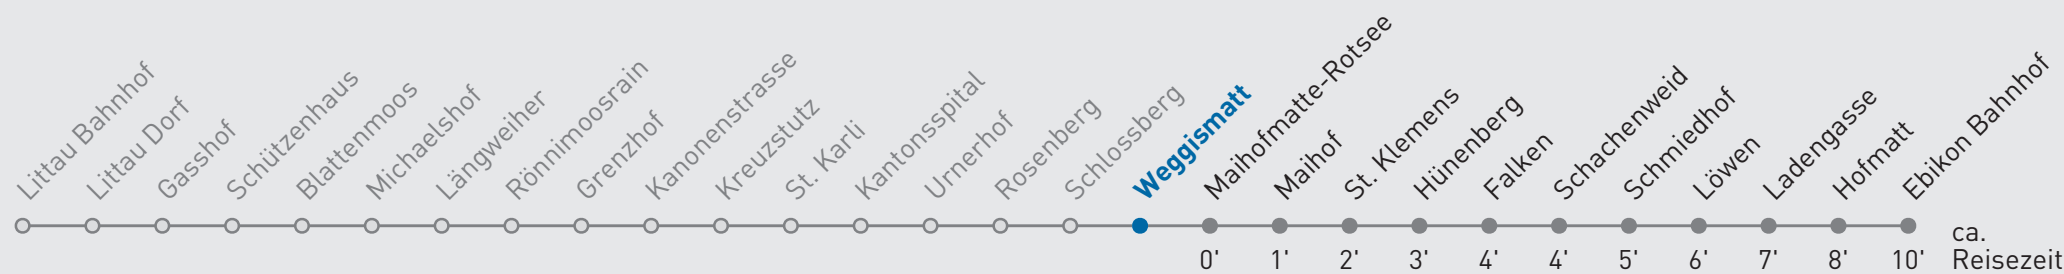 Littau Bahnhof
Littau Dorf
Gasshof
Schützenhaus
Blattenmoos
Michaelshof
Längweiher
Rönnimoosrain
Grenzhof
Kanonenstrasse
Kreuzstutz
St. Karli
Kantonsspital
Urnerhof
Rosenberg
Schlossberg
Weggismatt
Maihofmatte-Rotsee
Maihof
St. Klemens
Hünenberg
Falken
Schachenweid
Schmiedhof
Löwen
Ladengasse
Hofmatt
Ebikon Bahnhof
0' 1' 2' 3' 4' 4' 5' 6' 7' 8' 10'
ca.
Reisezeit